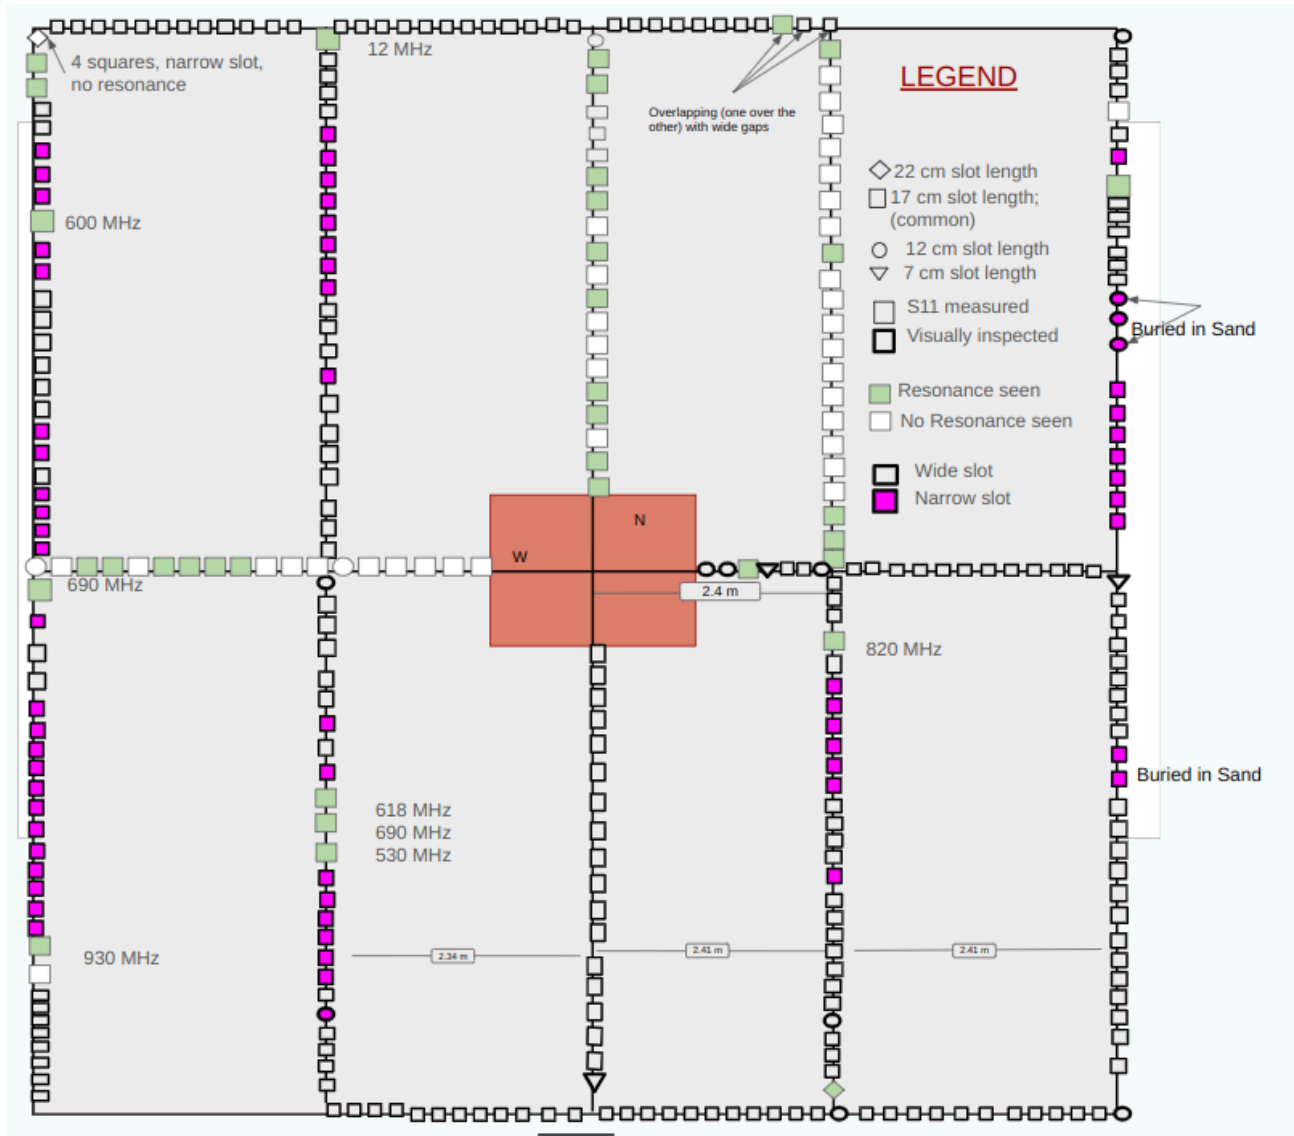 12 MHz
4 squares, narrow slot,
no resonance
LEGEND
Overlapping (one over the
other) with wide gaps
22 cm slot length
17 cm slot length;
(common)
600 MHz
12 cm slot length
7 cm slot length
S11 measured
Visually inspected
Buried in Sand
Resonance seen
No Resonance seen
Wide slot
Narrow slot
N
W
690 MHz
2.4 m
820 MHz
Buried in Sand
618 MHz
690 MHz
530 MHz
930 MHz
2.34 m
2.41 m
2.41 m